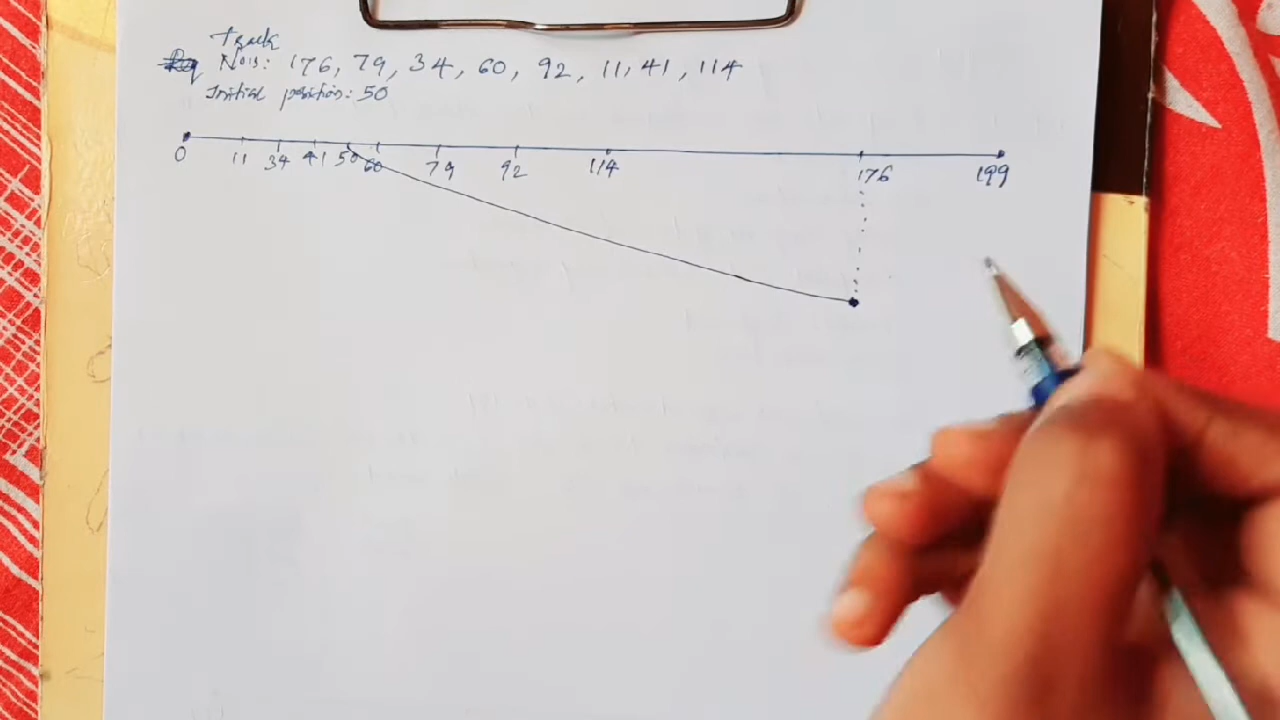 Track
Nos: 176, 79, 34, 60, 92, 11, 41, 114
Initial position: 50
0 11 34 41 50 60 79 92 114 176 199